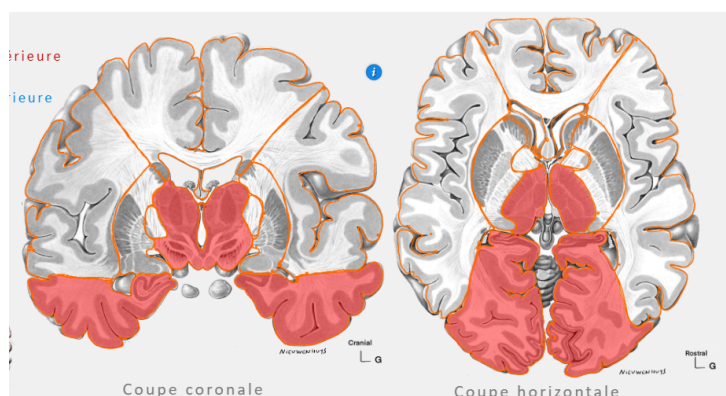 érieure
rieure
i
Cranial
G
NIEUWENHUYS
Coupe coronale
Rostral
G
NIEUWENHUYS
Coupe horizontale